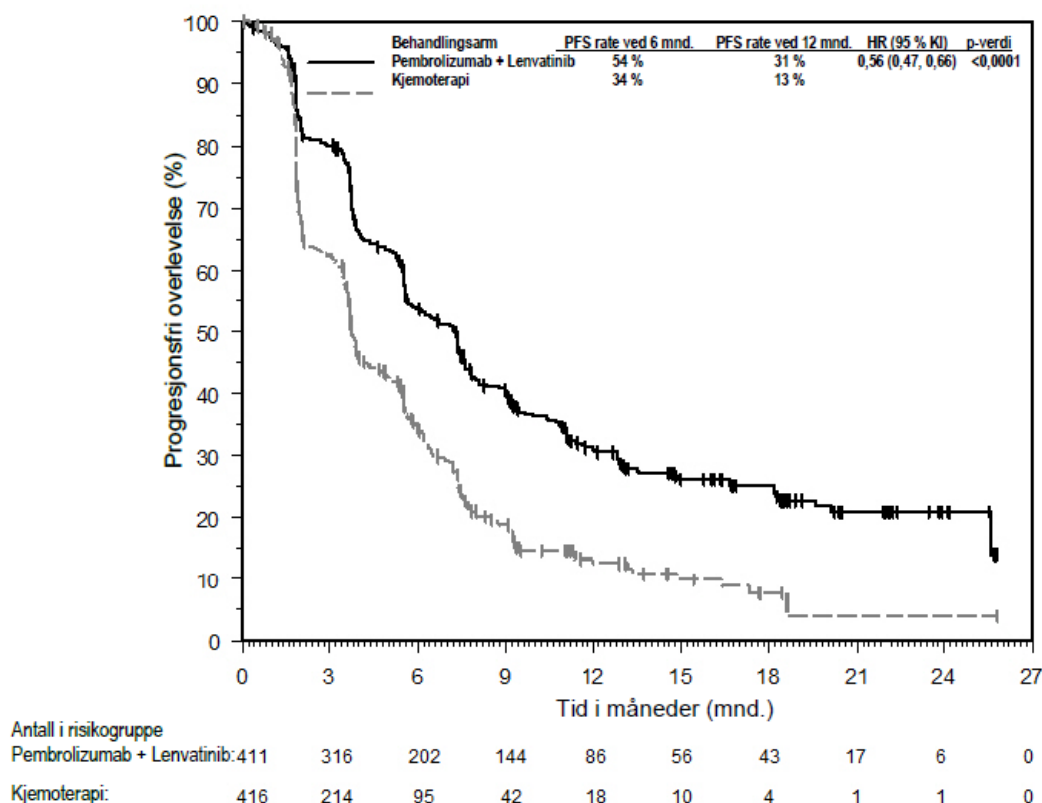 Behandlingsarm PFS rate ved 6 mnd. PFS rate ved 12 mnd. HR (95 % KI) p-verdi
Pembrolizumab + Lenvatinib 54 % 31 % 0,56 (0,47, 0,66) <0,0001
Kjemoterapi 34 % 13 %
Progresjonsfri overlevelse (%)
100
90
80
70
60
50
40
30
20
10
0
0 3 6 9 12 15 18 21 24 27
Tid i måneder (mnd.)
Antall i risikogruppe
Pembrolizumab + Lenvatinib: 411 316 202 144 86 56 43 17 6 0
Kjemoterapi: 416 214 95 42 18 10 4 1 1 0